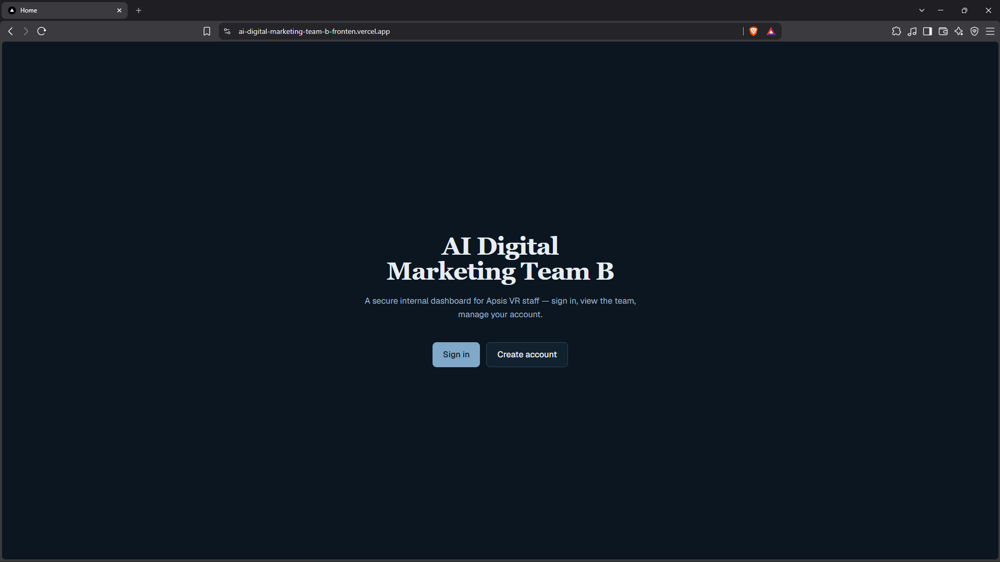 Home
ai-digital-marketing-team-b-fronten.vercel.app
AI Digital
Marketing Team B
A secure internal dashboard for Apsis VR staff — sign in, view the team,
manage your account.
Sign in
Create account